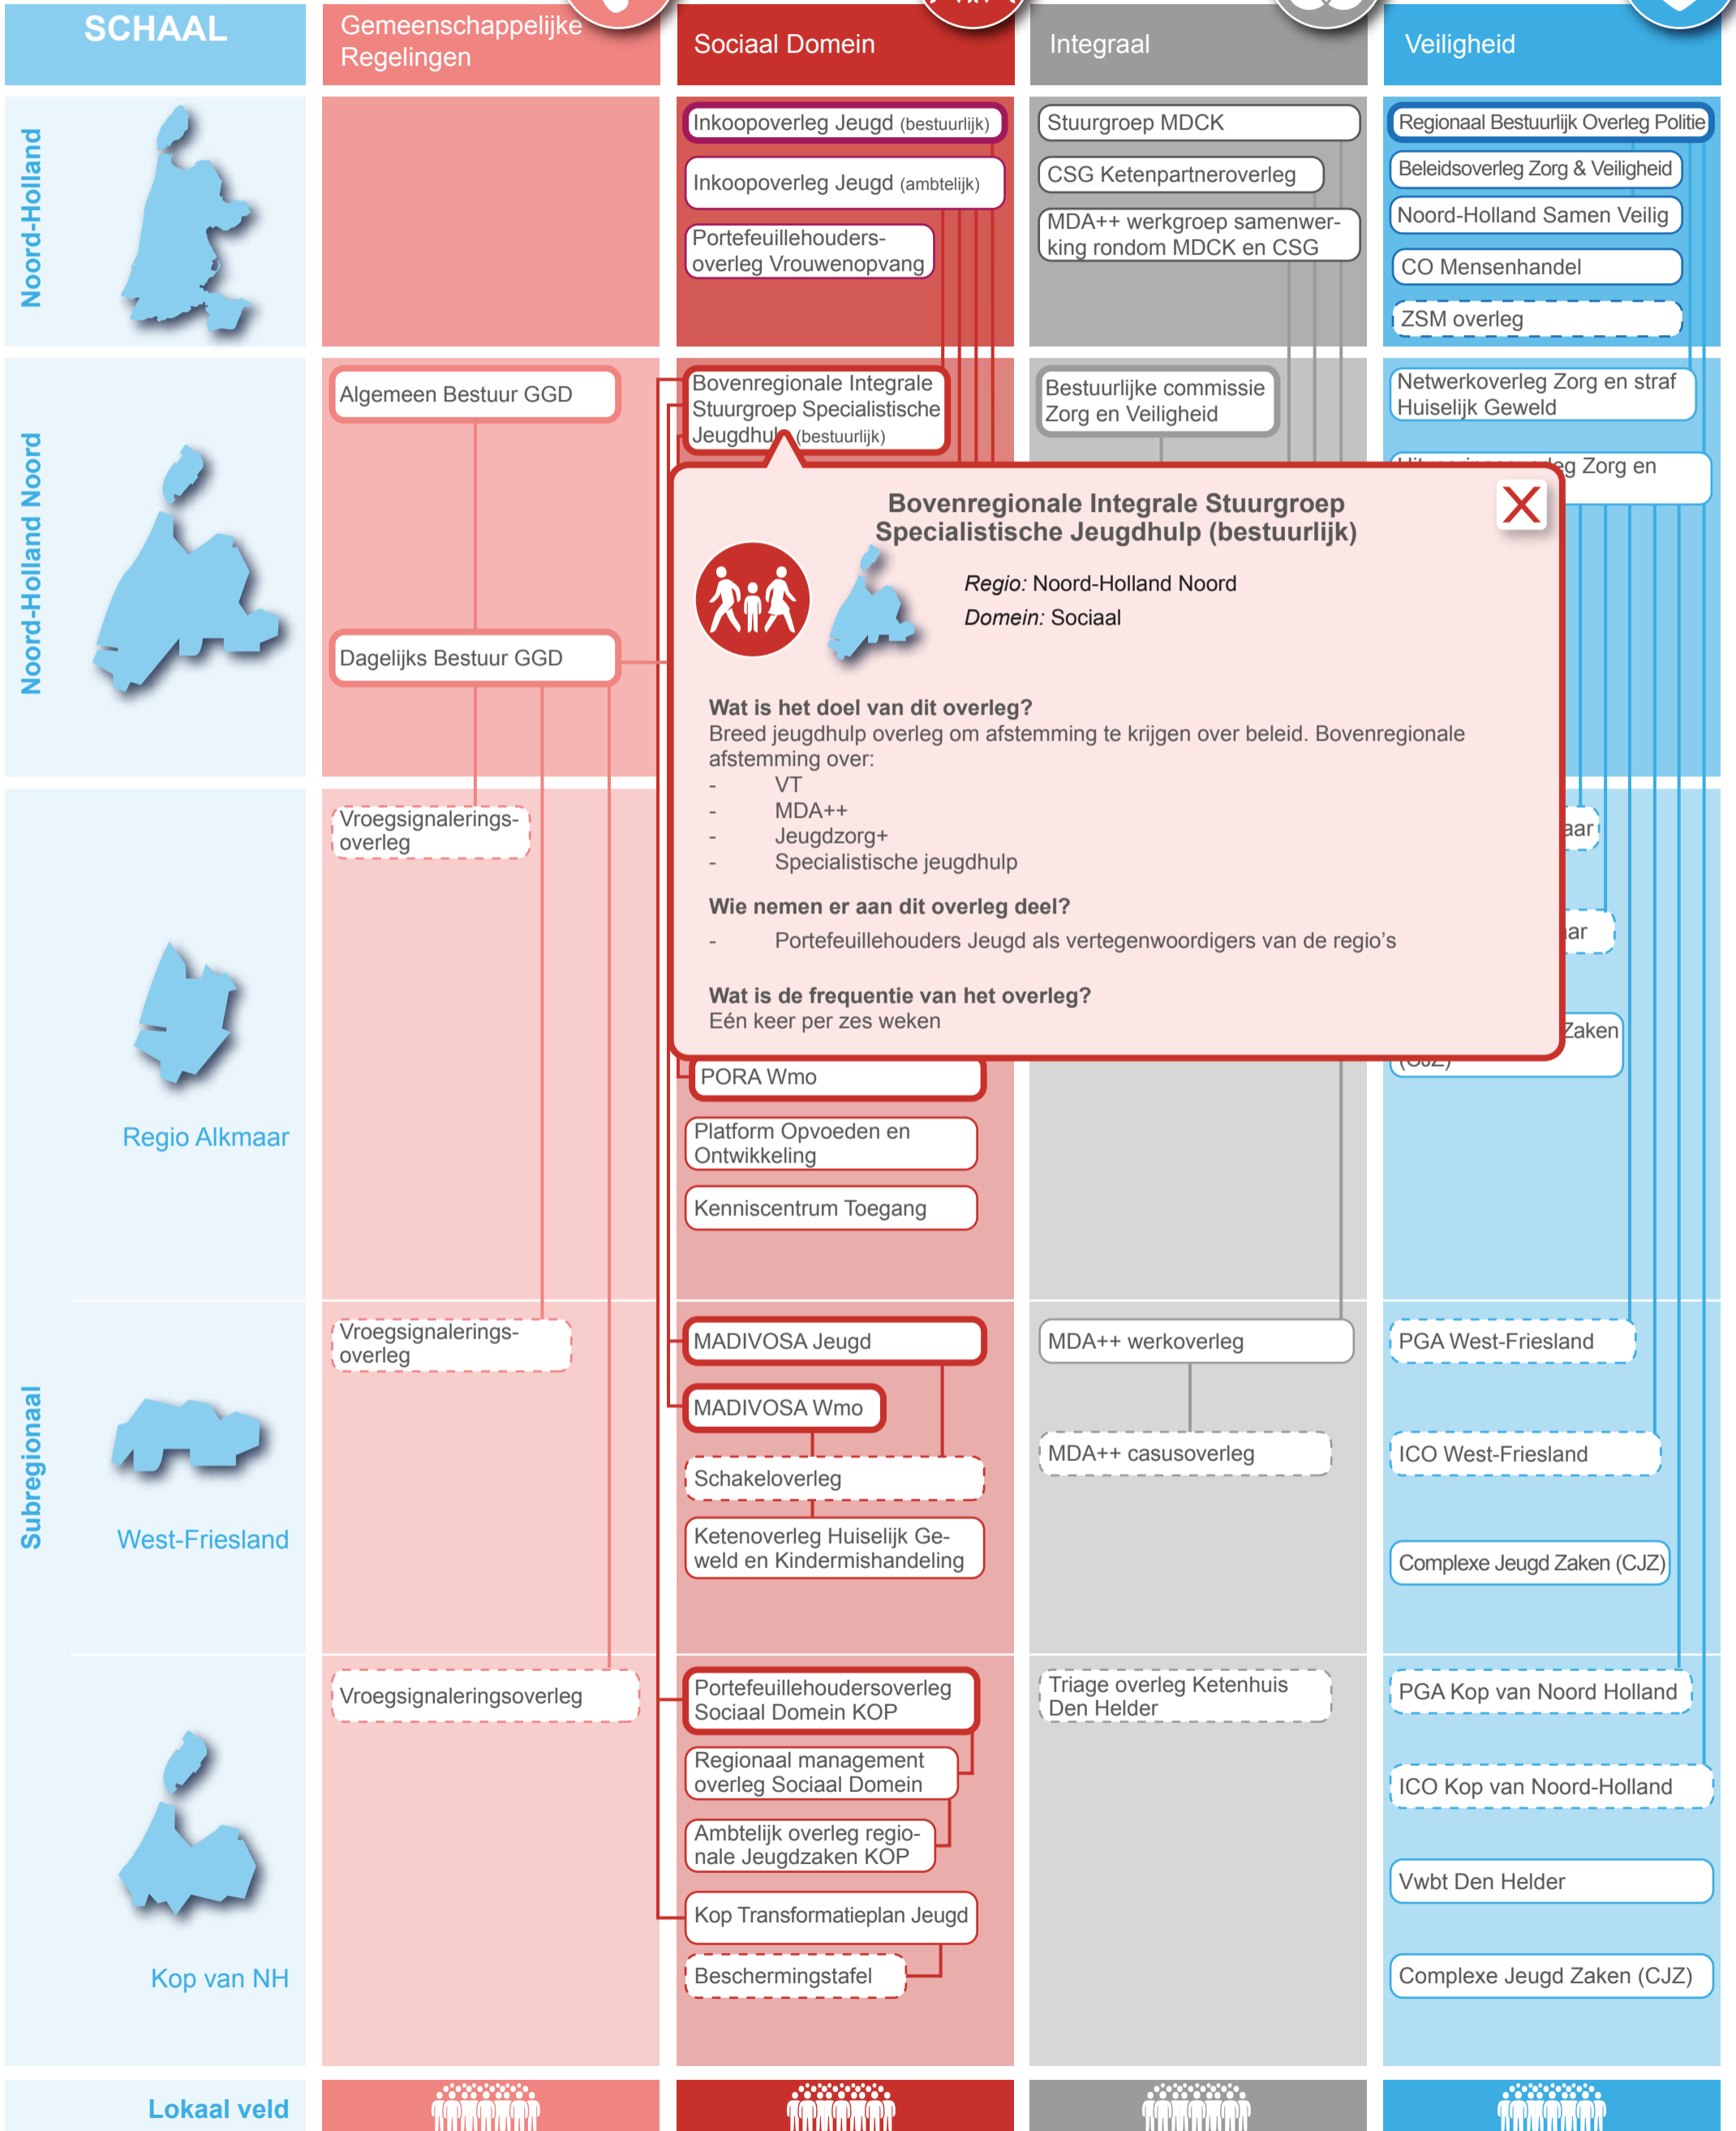 SCHAAL
Gemeenschappelijke
Regelingen
Sociaal Domein
Integraal
Veiligheid
Noord-Holland
Inkoopoverleg Jeugd (bestuurlijk)
Inkoopoverleg Jeugd (ambtelijk)
Portefeuillehouders-
overleg Vrouwenopvang
Stuurgroep MDCK
CSG Ketenpartneroverleg
MDA++ werkgroep samenwer-
king rondom MDCK en CSG
Regionaal Bestuurlijk Overleg Politie
Beleidsoverleg Zorg & Veiligheid
Noord-Holland Samen Veilig
CO Mensenhandel
ZSM overleg
Noord-Holland Noord
Algemeen Bestuur GGD
Dagelijks Bestuur GGD
Bovenregionale Integrale
Stuurgroep Specialistische
(bestuurlijk)
Bestuurlijke commissie
Zorg en Veiligheid
Netwerkoverleg Zorg en straf
Huiselijk Geweld
Zorg en
Bovenregionale Integrale Stuurgroep
Specialistische Jeugdhulp (bestuurlijk)
X
Regio: Noord-Holland Noord
Domein: Sociaal
Wat is het doel van dit overleg?
Breed jeugdhulp overleg om afstemming te krijgen over beleid. Bovenregionale
afstemming over:
- VT
- MDA++
- Jeugdzorg+
- Specialistische jeugdhulp
Wie nemen er aan dit overleg deel?
- Portefeuillehouders Jeugd als vertegenwoordigers van de regio's
Wat is de frequentie van het overleg?
Eén keer per zes weken
Subregionaal
Regio Alkmaar
Vroegsignalerings-
overleg
PORA Wmo
Platform Opvoeden en
Ontwikkeling
Kenniscentrum Toegang
Zaken
(CJZ)
West-Friesland
Vroegsignalerings-
overleg
MADIVOSA Jeugd
MADIVOSA Wmo
Schakeloverleg
Ketenoverleg Huiselijk Ge-
weld en Kindermishandeling
MDA++ werkoverleg
MDA++ casusoverleg
PGA West-Friesland
ICO West-Friesland
Complexe Jeugd Zaken (CJZ)
Kop van NH
Vroegsignaleringsoverleg
Portefeuillehoudersoverleg
Sociaal Domein KOP
Regionaal management
overleg Sociaal Domein
Ambtelijk overleg regio-
nale Jeugdzaken KOP
Kop Transformatieplan Jeugd
Beschermingstafel
Triage overleg Ketenhuis
Den Helder
PGA Kop van Noord Holland
ICO Kop van Noord-Holland
Vwbt Den Helder
Complexe Jeugd Zaken (CJZ)
Lokaal veld